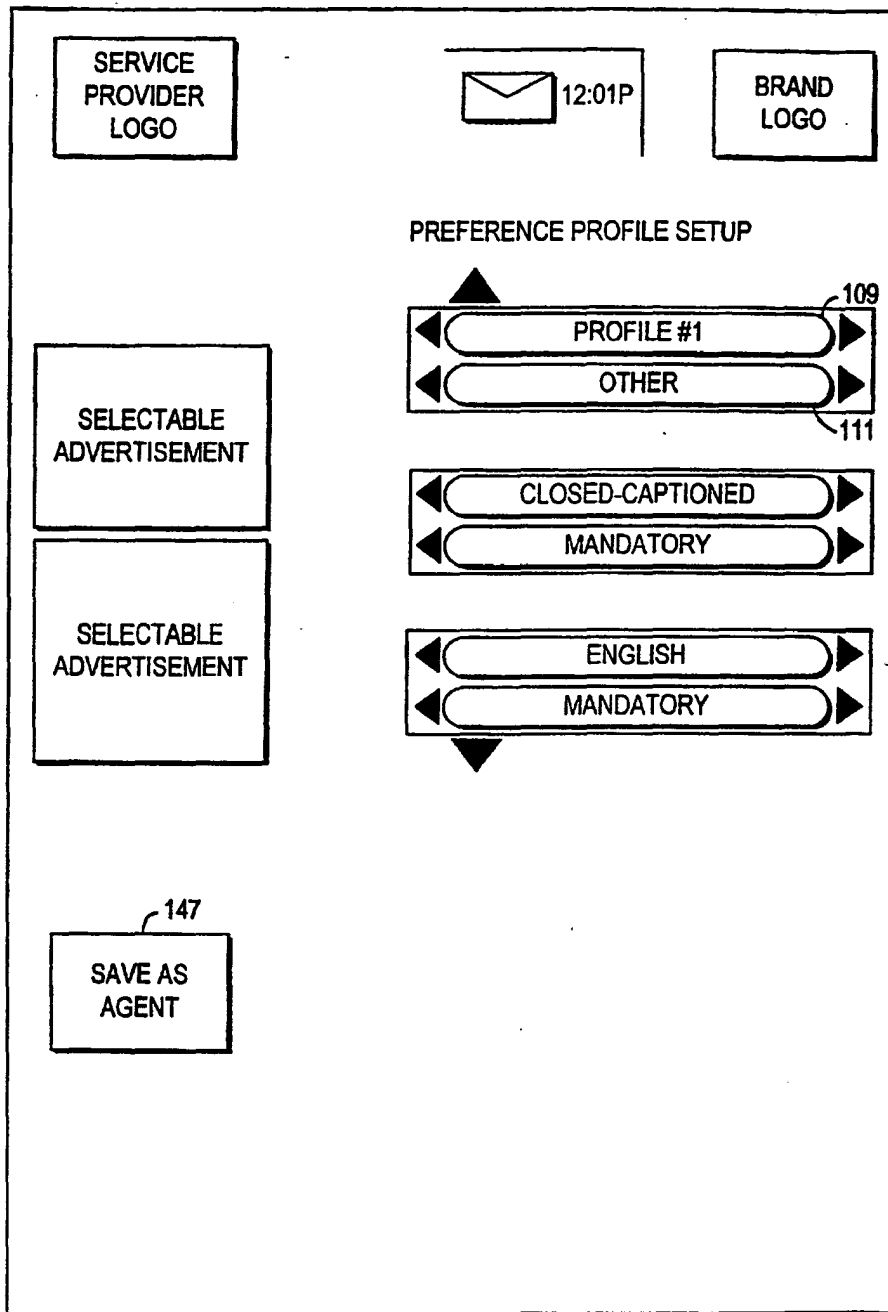 SERVICE
PROVIDER
LOGO
12:01P
BRAND
LOGO
PREFERENCE PROFILE SETUP
109
PROFILE #1
OTHER
111
SELECTABLE
ADVERTISEMENT
CLOSED-CAPTIONED
MANDATORY
SELECTABLE
ADVERTISEMENT
ENGLISH
MANDATORY
147
SAVE AS
AGENT